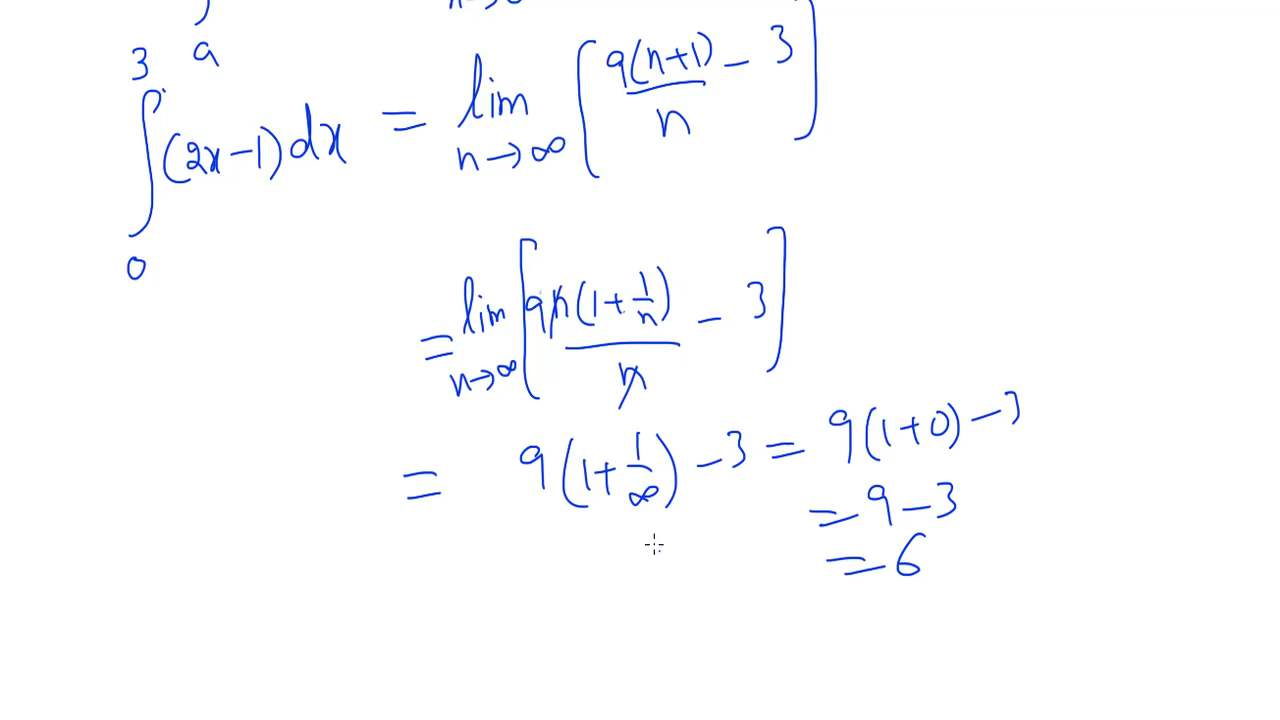 n→∞
3 a
∫ (2x-1)dx = lim n→∞ [ 9(n+1)/n - 3 ]
0
= lim n→∞ [ 9n(1+1/n)/n - 3 ]
= 9(1+1/∞) -3 = 9(1+0) -3
= 9-3
= 6